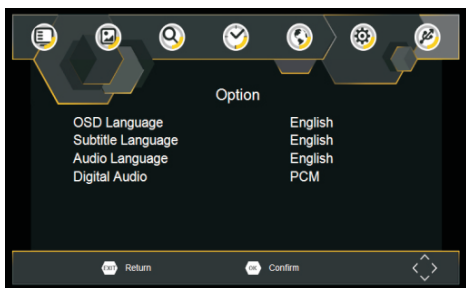 Option
OSD Language English
Subtitle Language English
Audio Language English
Digital Audio PCM
EXIT Return OK Confirm